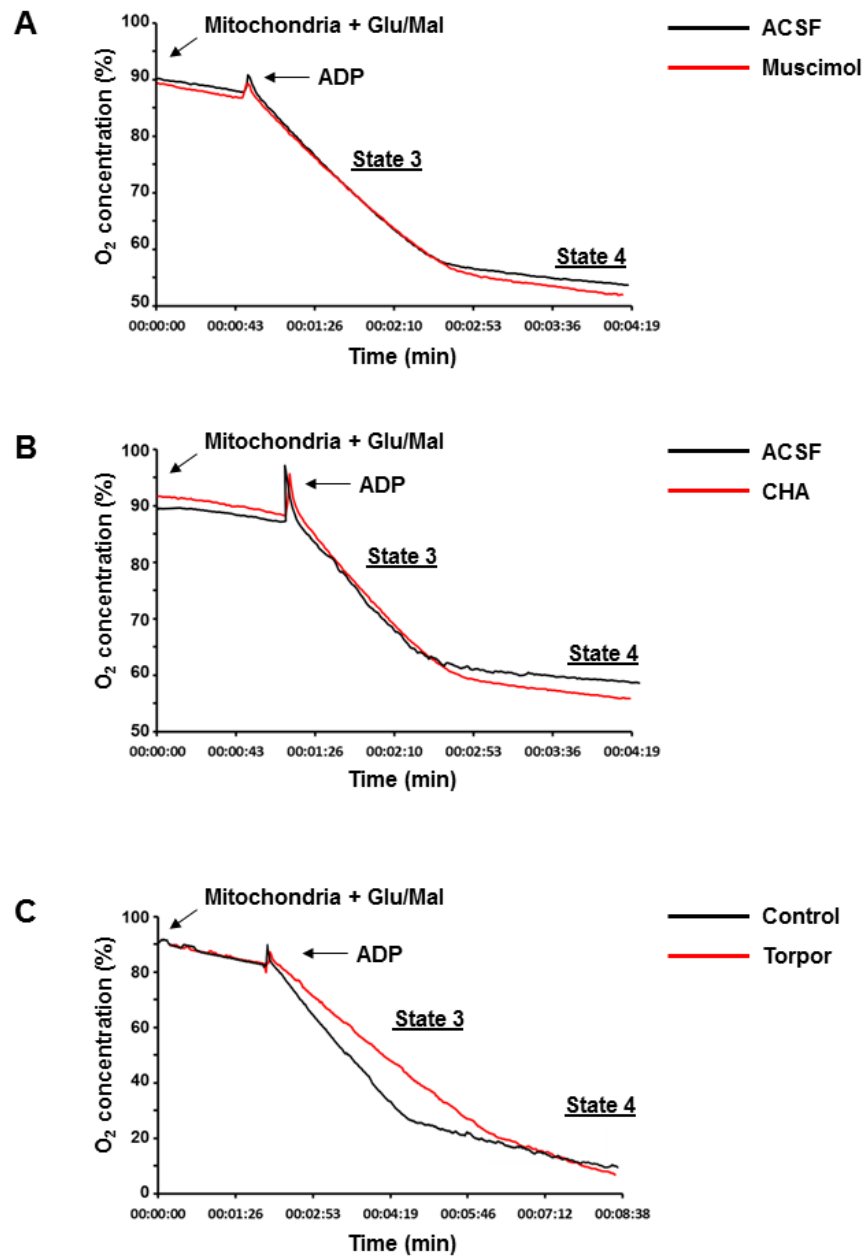 A
Mitochondria + Glu/Mal
ADP
State 3
State 4
ACSF
Muscimol
O₂ concentration (%)
100
90
80
70
60
50
00:00:00 00:00:43 00:01:26 00:02:10 00:02:53 00:03:36 00:04:19
Time (min)
B
Mitochondria + Glu/Mal
ADP
State 3
State 4
ACSF
CHA
O₂ concentration (%)
100
90
80
70
60
50
00:00:00 00:00:43 00:01:26 00:02:10 00:02:53 00:03:36 00:04:19
Time (min)
C
Mitochondria + Glu/Mal
ADP
State 3
State 4
Control
Torpor
O₂ concentration (%)
100
80
60
40
20
0
00:00:00 00:01:26 00:02:53 00:04:19 00:05:46 00:07:12 00:08:38
Time (min)